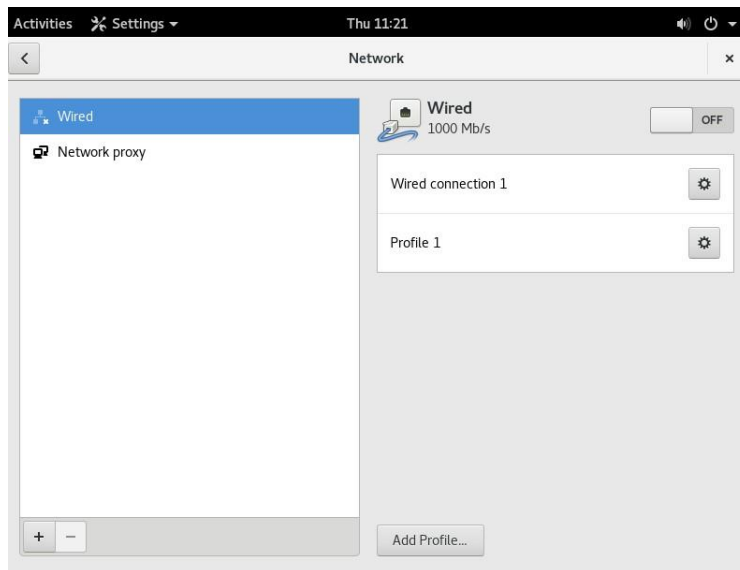 Activities Settings Thu 11:21
Network
Wired
Network proxy
Wired
1000 Mb/s
OFF
Wired connection 1
Profile 1
Add Profile...